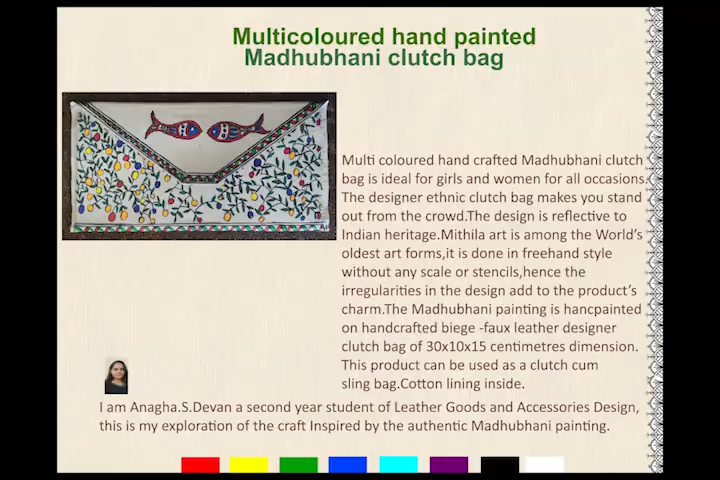 Multicoloured hand painted
Madhubhani clutch bag
Multi coloured hand crafted Madhubhani clutch
bag is ideal for girls and women for all occasions.
The designer ethnic clutch bag makes you stand
out from the crowd.The design is reflective to
Indian heritage.Mithila art is among the World's
oldest art forms,it is done in freehand style
without any scale or stencils,hence the
irregularities in the design add to the product's
charm.The Madhubhani painting is hancpainted
on handcrafted biege -faux leather designer
clutch bag of 30x10x15 centimetres dimension.
This product can be used as a clutch cum
sling bag.Cotton lining inside.
I am Anagha.S.Devan a second year student of Leather Goods and Accessories Design,
this is my exploration of the craft Inspired by the authentic Madhubhani painting.